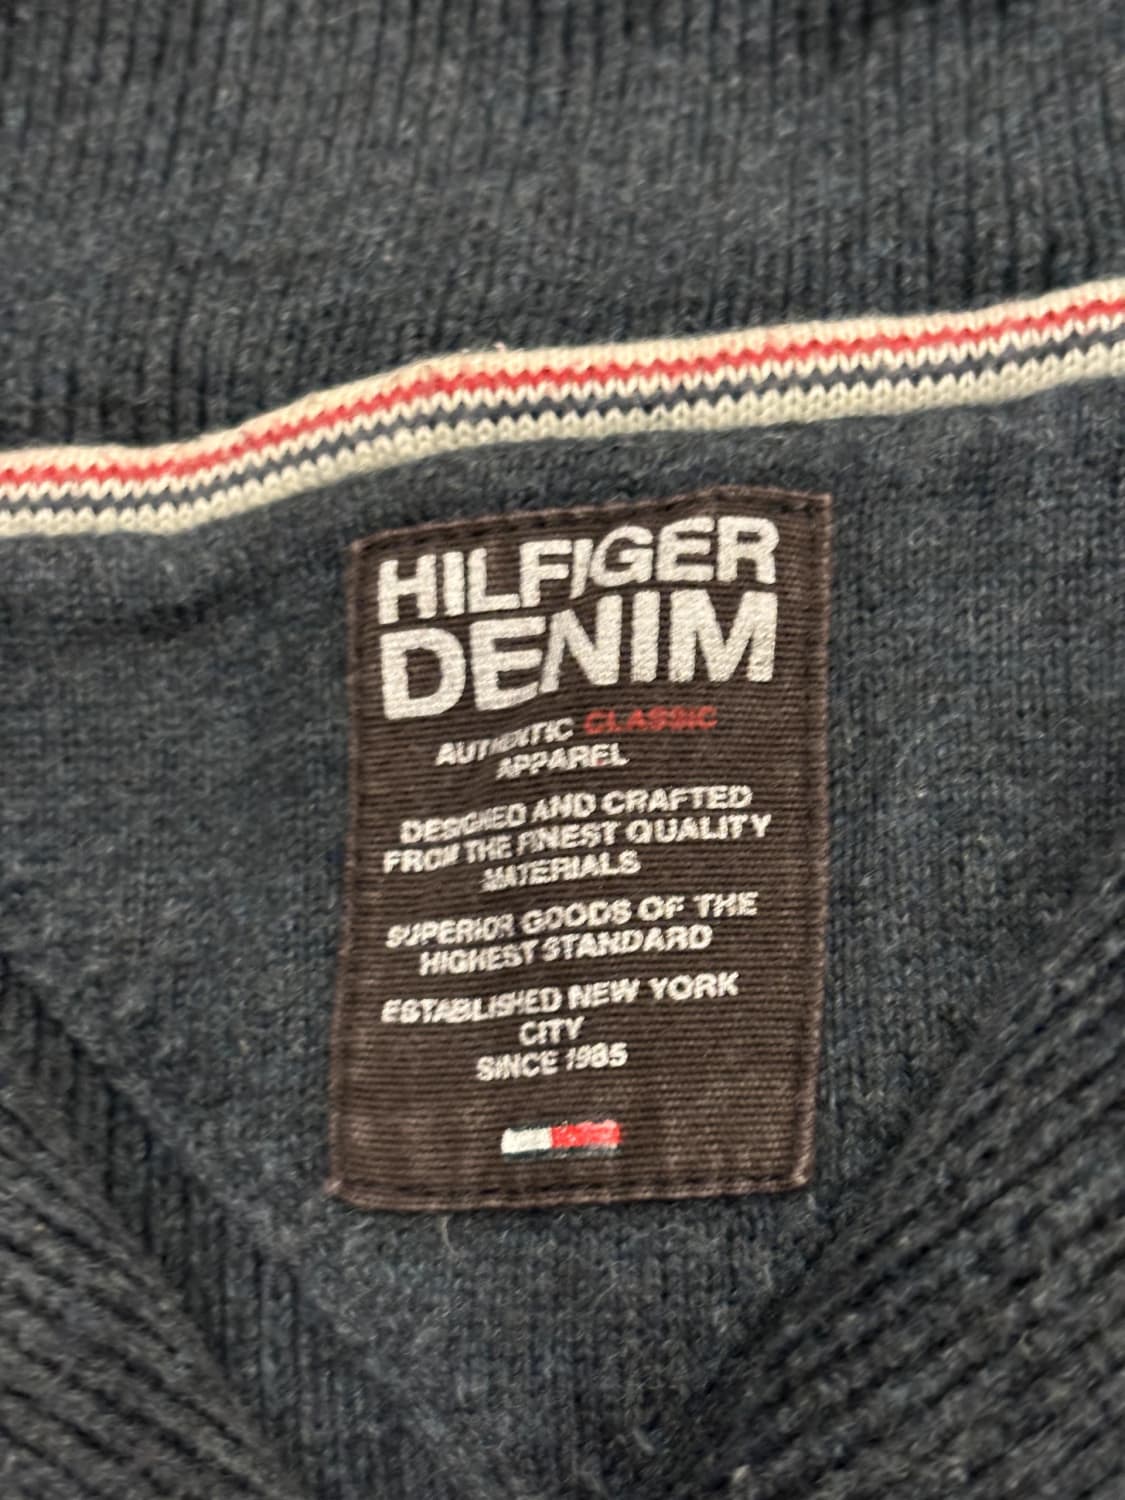 HILFIGER
DENIM
AUTHENTIC CLASSIC
APPAREL
DESIGNED AND CRAFTED
FROM THE FINEST QUALITY
MATERIALS
SUPERIOR GOODS OF THE
HIGHEST STANDARD
ESTABLISHED NEW YORK
CITY
SINCE 1985